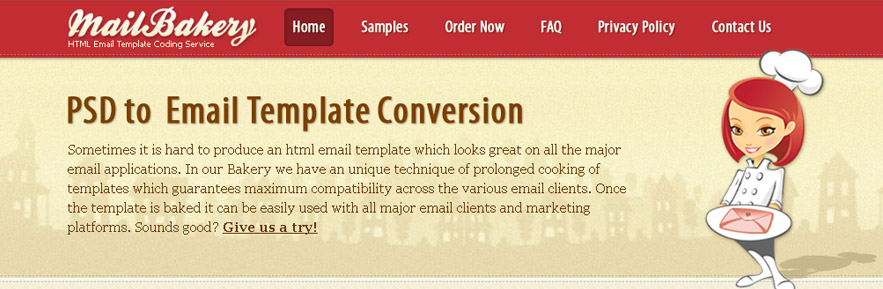 MailBakery
HTML Email Template Coding Service
Home Samples Order Now FAQ Privacy Policy Contact Us
PSD to Email Template Conversion
Sometimes it is hard to produce an html email template which looks great on all the major
email applications. In our Bakery we have an unique technique of prolonged cooking of
templates which guarantees maximum compatibility across the various email clients. Once
the template is baked it can be easily used with all major email clients and marketing
platforms. Sounds good? Give us a try!